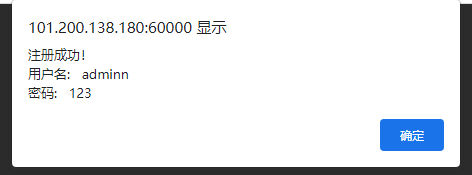 101.200.138.180:60000 显示
注册成功！
用户名： adminn
密码： 123
确定